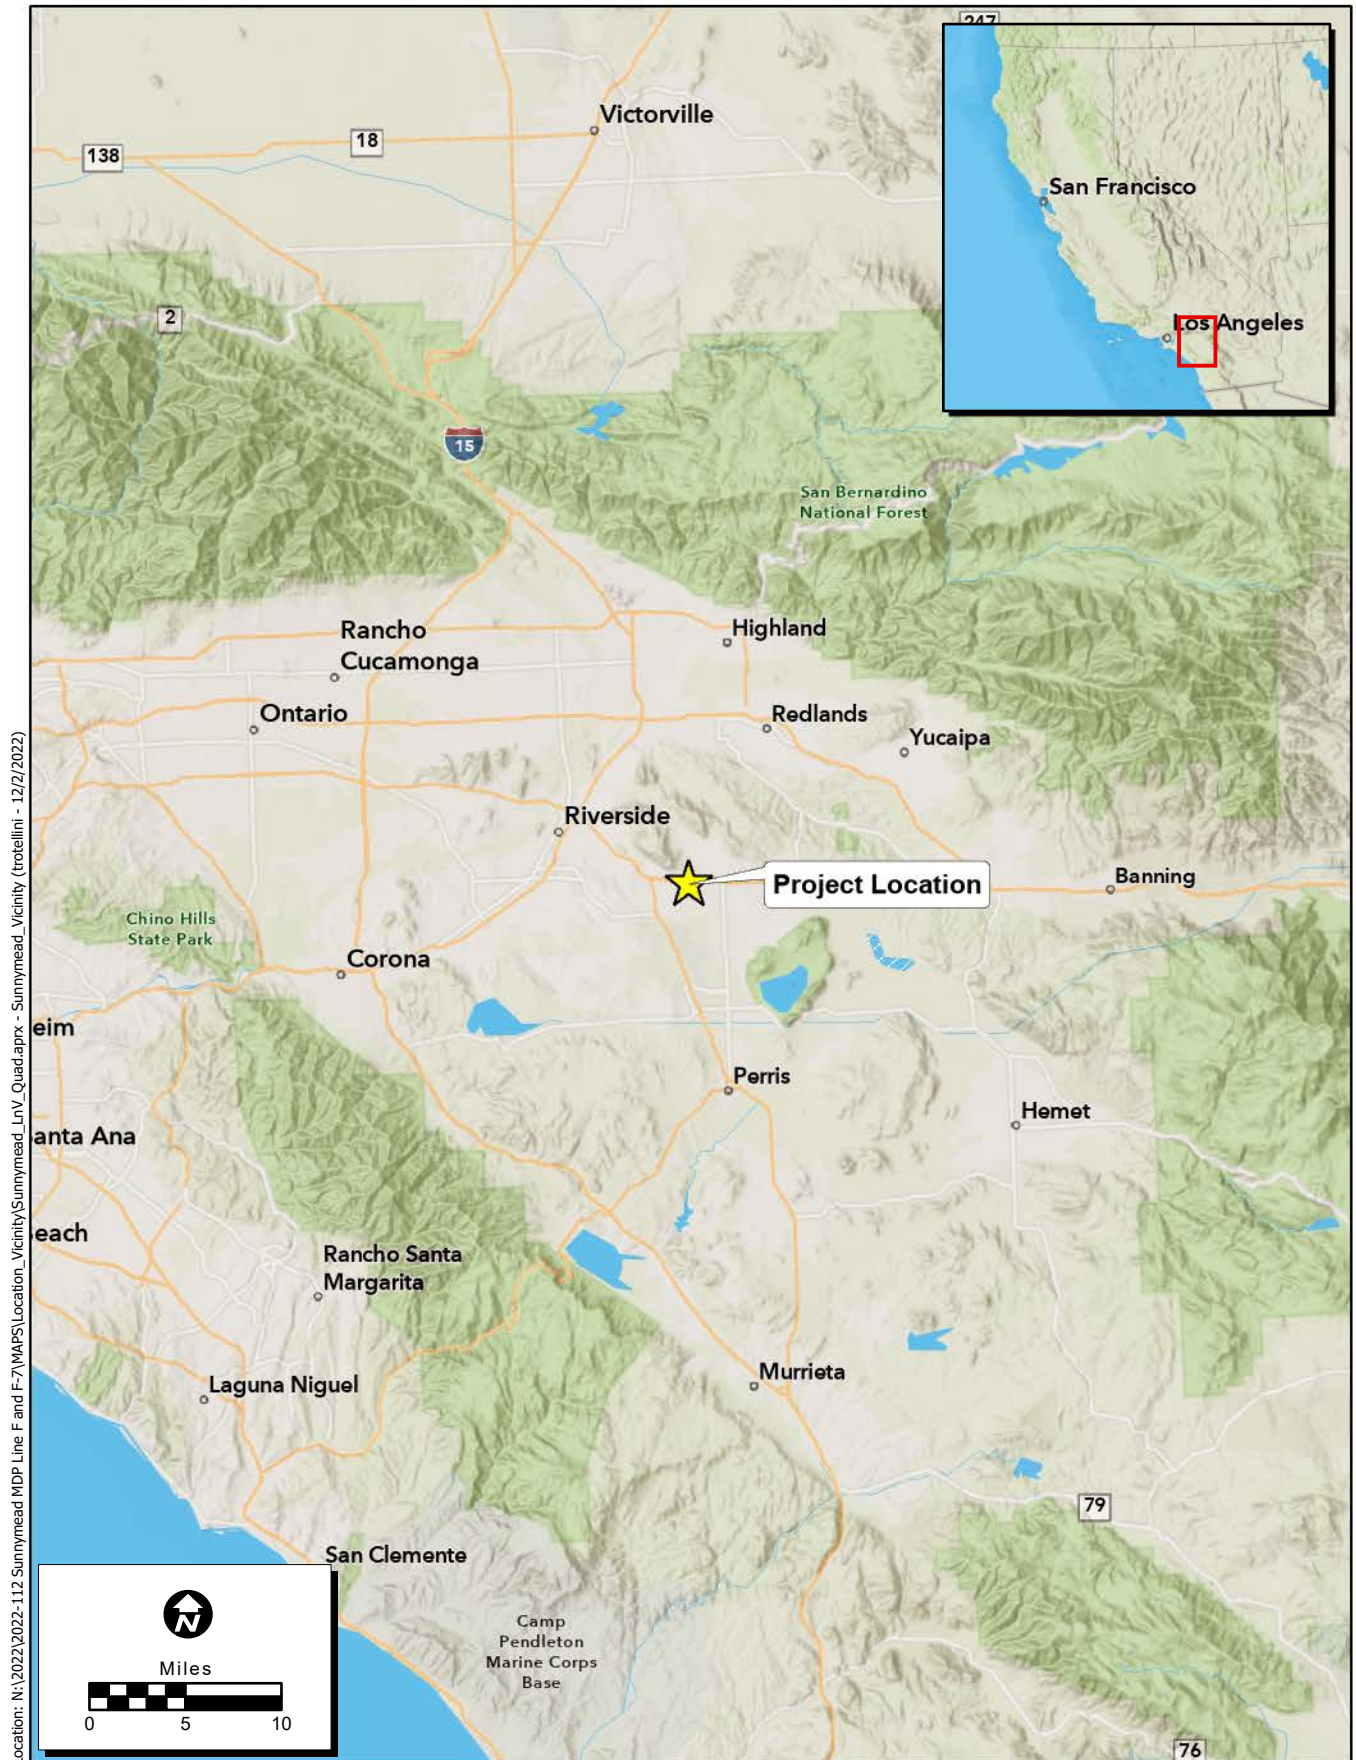 247
San Francisco
Los Angeles
Victorville
18
138
2
15
San Bernardino
National Forest
Rancho
Cucamonga
Highland
Ontario
Redlands
Yucaipa
Riverside
Project Location
Banning
Chino Hills
State Park
Corona
eim
Perris
Hemet
anta Ana
each
Rancho Santa
Margarita
Laguna Niguel
Murrieta
79
San Clemente
Camp
Pendleton
Marine Corps
Base
76
N
Miles
0 5 10
ocation: N:\2022\2022-112 Sunnymead MDP Line F and F-7\MAPS\Location_Vicinity\Sunnymead_LnV_Quad.aprx - Sunnymead_Vicinity (trotellini - 12/2/2022)